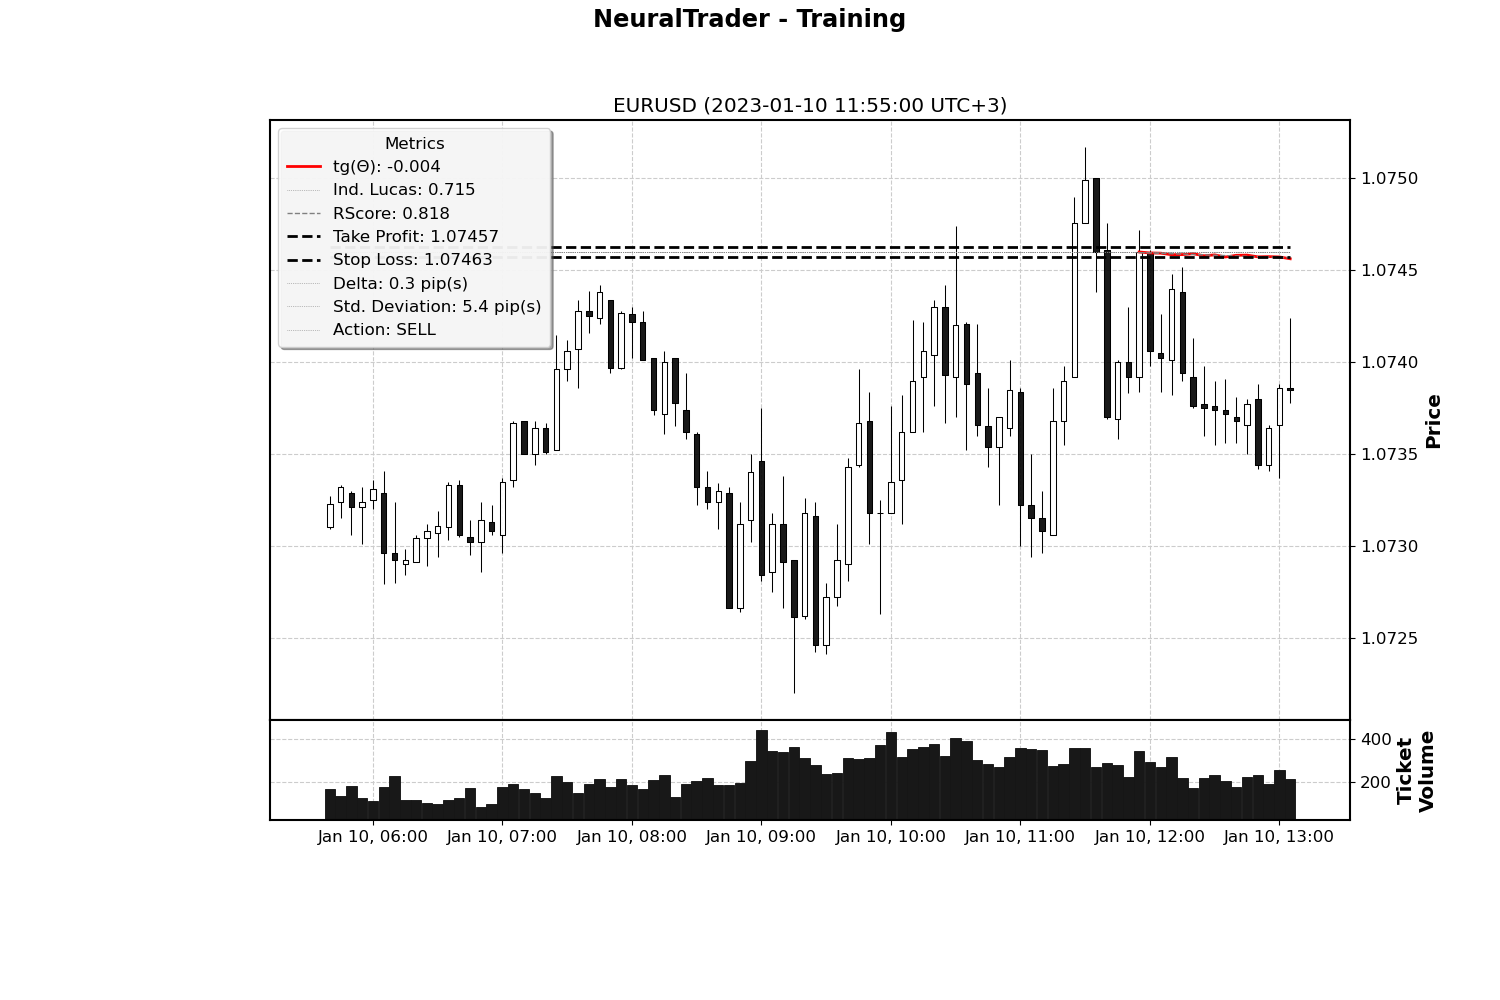 NeuralTrader - Training
EURUSD (2023-01-10 11:55:00 UTC+3)
Metrics
tg(Θ): -0.004
Ind. Lucas: 0.715
RScore: 0.818
Take Profit: 1.07457
Stop Loss: 1.07463
Delta: 0.3 pip(s)
Std. Deviation: 5.4 pip(s)
Action: SELL
1.0750
1.0745
1.0740
1.0735
1.0730
1.0725
Price
400
200
Ticket
Volume
Jan 10, 06:00
Jan 10, 07:00
Jan 10, 08:00
Jan 10, 09:00
Jan 10, 10:00
Jan 10, 11:00
Jan 10, 12:00
Jan 10, 13:00